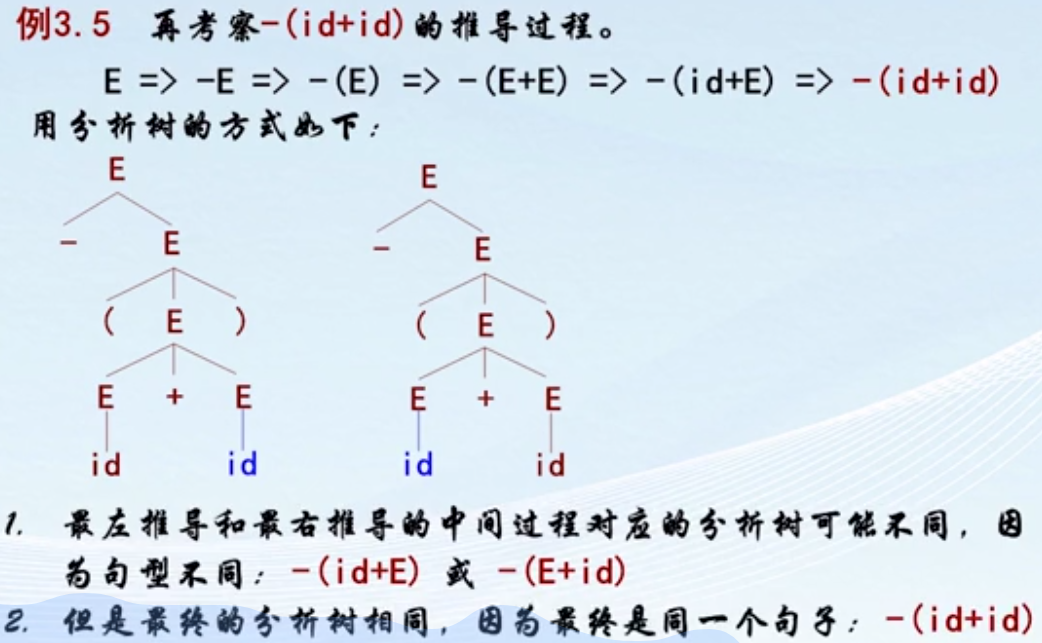 例3.5 再考察-(id+id)的推导过程。
E => -E => -(E) => -(E+E) => -(id+E) => -(id+id)
用分析树的方式如下：
E E
- E - E
( E ) ( E )
E + E E + E
id id id id
1. 最左推导和最右推导的中间过程对应的分析树可能不同，因
为句型不同：-(id+E) 或 -(E+id)
2. 但是最终的分析树相同，因为最终是同一个句子：-(id+id)